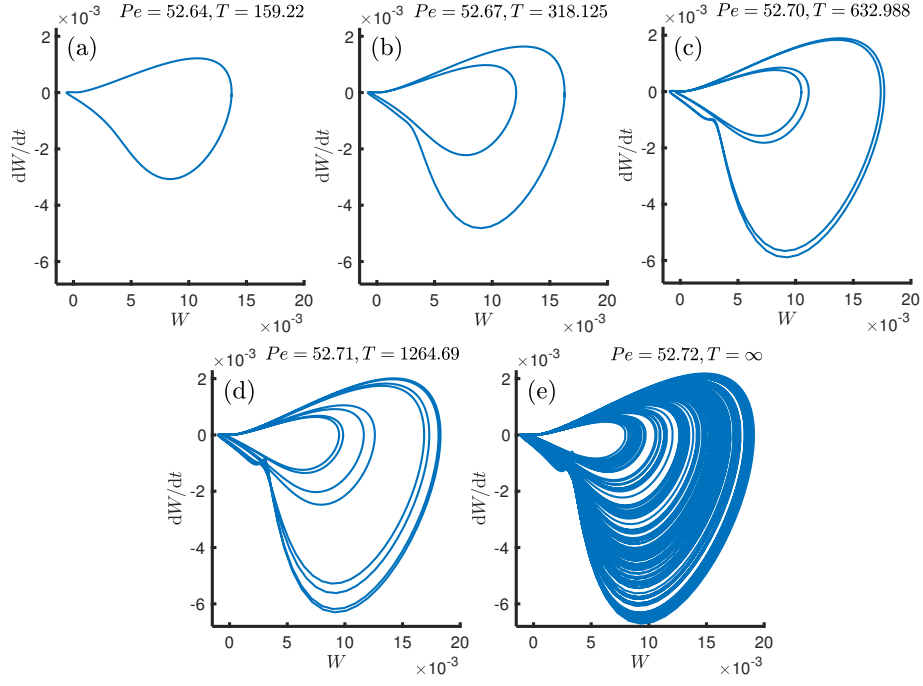 Pe = 52.64, T = 159.22
×10⁻³
(a)
2
0
-2
-4
-6
dW/dt
0 5 10 15 20
W
×10⁻³
Pe = 52.67, T = 318.125
×10⁻³
(b)
2
0
-2
-4
-6
dW/dt
0 5 10 15 20
W
×10⁻³
Pe = 52.70, T = 632.988
×10⁻³
(c)
2
0
-2
-4
-6
dW/dt
0 5 10 15 20
W
×10⁻³
Pe = 52.71, T = 1264.69
×10⁻³
(d)
2
0
-2
-4
-6
dW/dt
0 5 10 15 20
W
×10⁻³
Pe = 52.72, T = ∞
×10⁻³
(e)
2
0
-2
-4
-6
dW/dt
0 5 10 15 20
W
×10⁻³